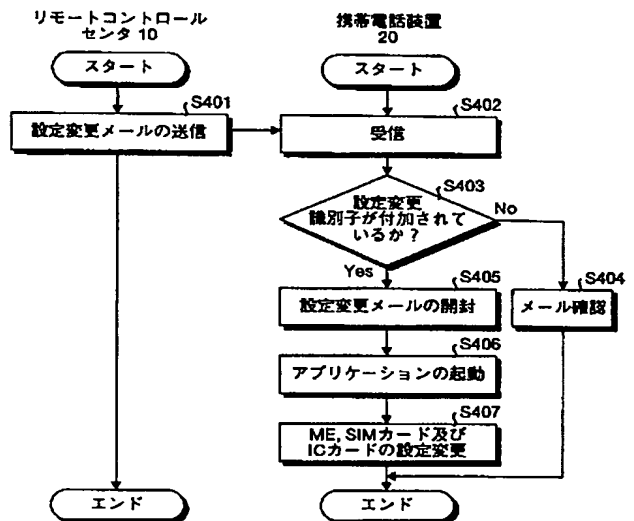 リモートコントロール
センタ 10
スタート
S401
設定変更メールの送信
エンド
携帯電話装置
20
スタート
S402
受信
S403
設定変更
識別子が付加されて
いるか？
No
Yes
S404
メール確認
S405
設定変更メールの開封
S406
アプリケーションの起動
S407
ME, SIMカード及び
ICカードの設定変更
エンド